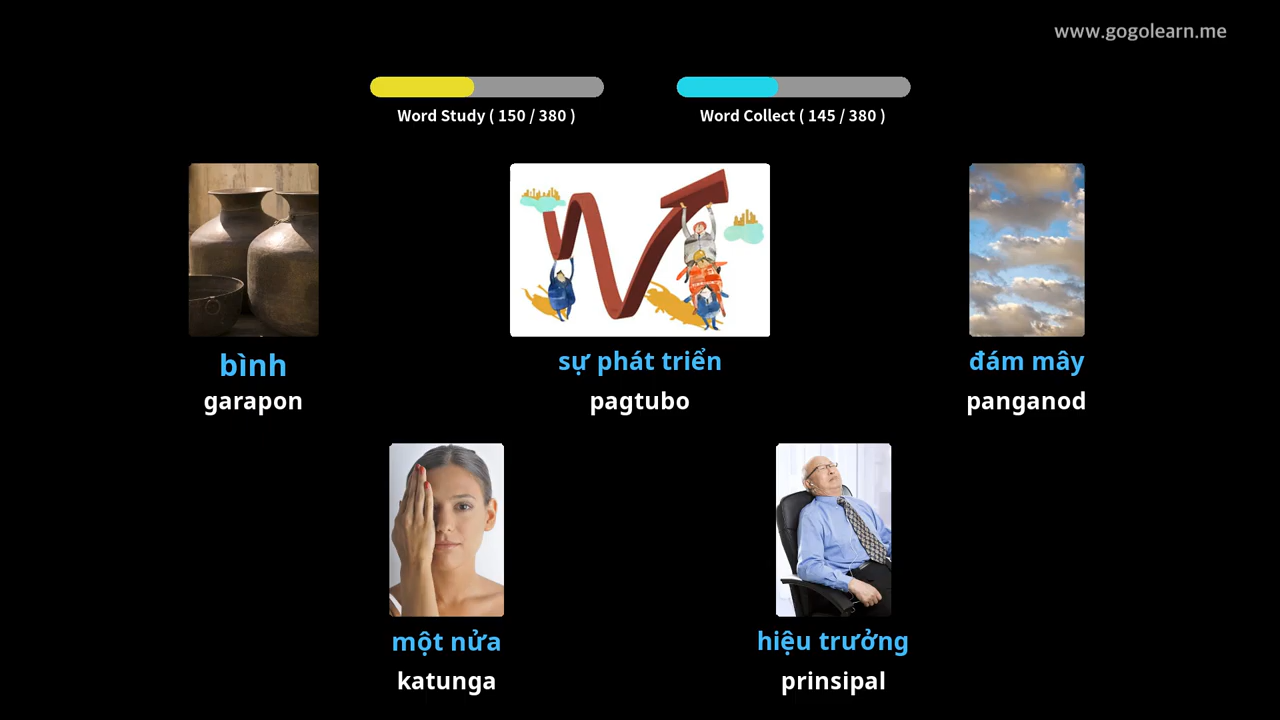 www.gogolearn.me
Word Study ( 150 / 380 )
Word Collect ( 145 / 380 )
bình
garapon
sự phát triển
pagtubo
đám mây
panganod
một nửa
katunga
hiệu trưởng
prinsipal